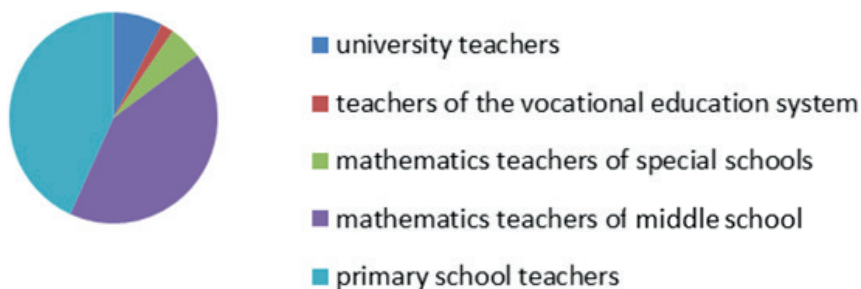 university teachers
teachers of the vocational education system
mathematics teachers of special schools
mathematics teachers of middle school
primary school teachers